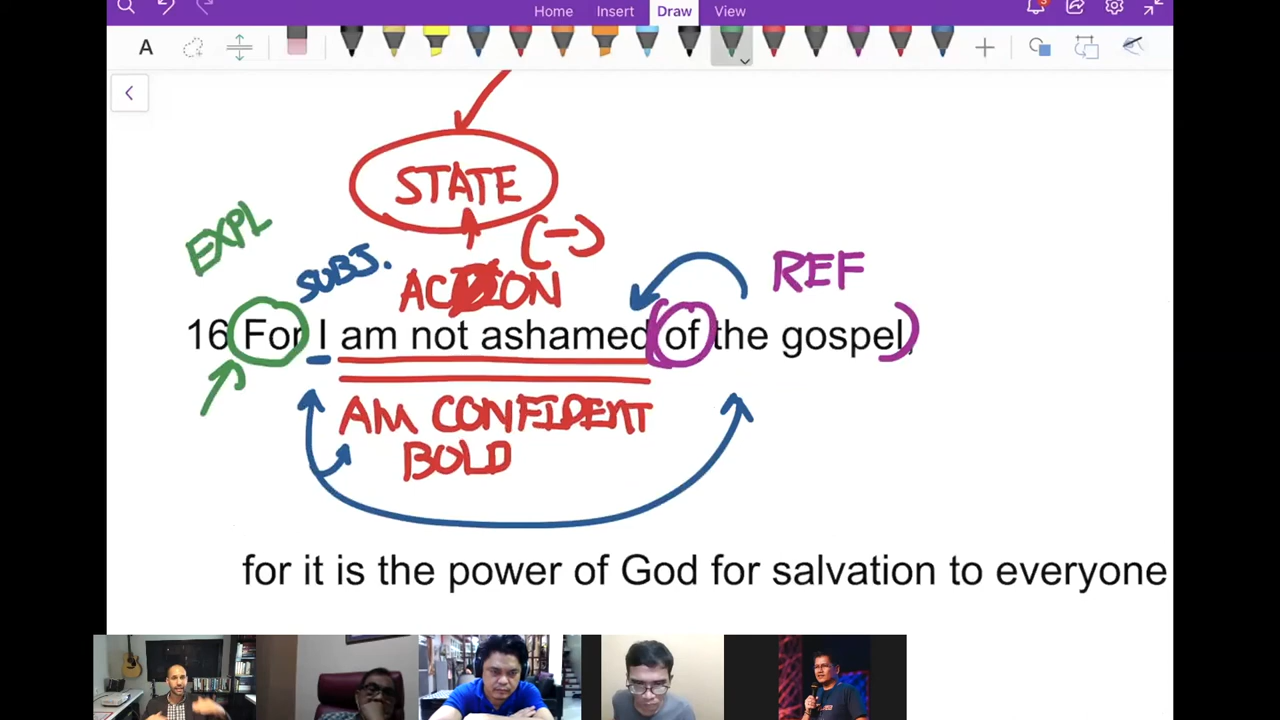 Home Insert Draw View
A
STATE
EXPL
SUBJ.
(-)
REF
ACTION
16 For I am not ashamed of the gospel,
AM CONFIDENT
BOLD
for it is the power of God for salvation to everyone